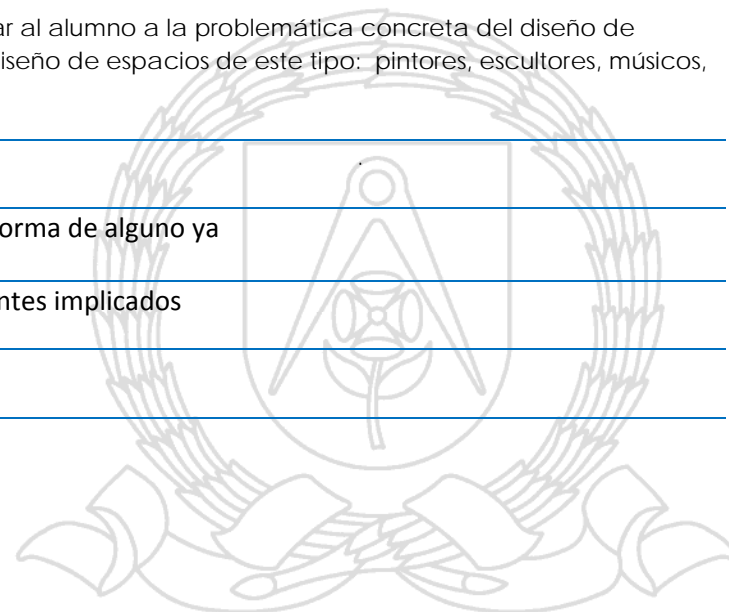 ar al alumno a la problemática concreta del diseño de
diseño de espacios de este tipo: pintores, escultores, músicos,
.
orma de alguno ya
ntes implicados